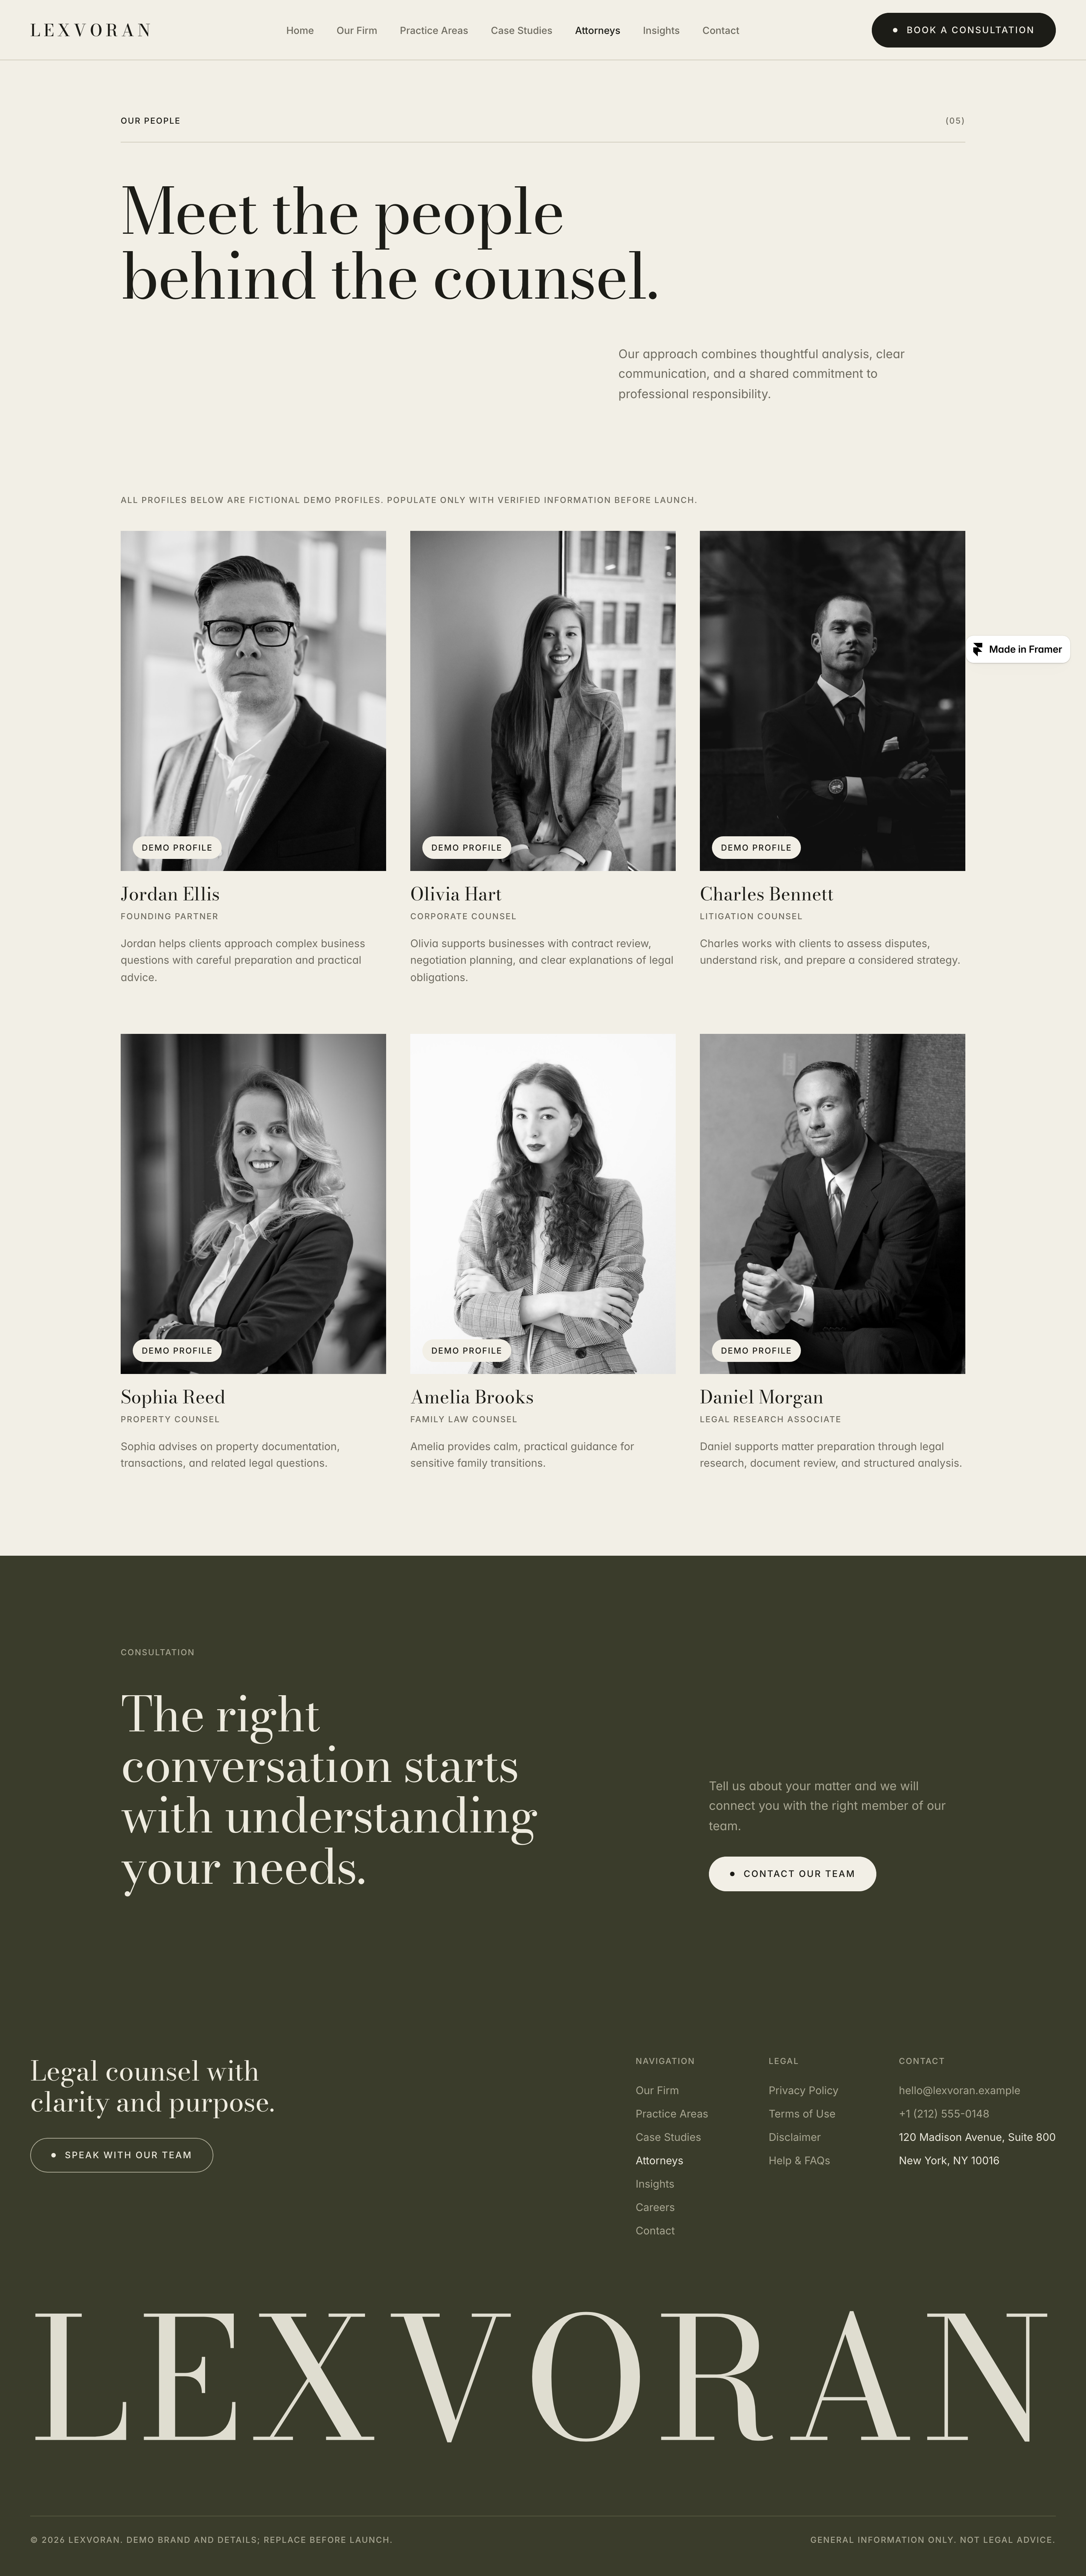 LEXVORAN
Home Our Firm Practice Areas Case Studies Attorneys Insights Contact
BOOK A CONSULTATION
OUR PEOPLE
(05)
Meet the people
behind the counsel.
Our approach combines thoughtful analysis, clear
communication, and a shared commitment to
professional responsibility.
ALL PROFILES BELOW ARE FICTIONAL DEMO PROFILES. POPULATE ONLY WITH VERIFIED INFORMATION BEFORE LAUNCH.
Made in Framer
DEMO PROFILE
Jordan Ellis
FOUNDING PARTNER
Jordan helps clients approach complex business
questions with careful preparation and practical
advice.
DEMO PROFILE
Olivia Hart
CORPORATE COUNSEL
Olivia supports businesses with contract review,
negotiation planning, and clear explanations of legal
obligations.
DEMO PROFILE
Charles Bennett
LITIGATION COUNSEL
Charles works with clients to assess disputes,
understand risk, and prepare a considered strategy.
DEMO PROFILE
Sophia Reed
PROPERTY COUNSEL
Sophia advises on property documentation,
transactions, and related legal questions.
DEMO PROFILE
Amelia Brooks
FAMILY LAW COUNSEL
Amelia provides calm, practical guidance for
sensitive family transitions.
DEMO PROFILE
Daniel Morgan
LEGAL RESEARCH ASSOCIATE
Daniel supports matter preparation through legal
research, document review, and structured analysis.
CONSULTATION
The right
conversation starts
with understanding
your needs.
Tell us about your matter and we will
connect you with the right member of our
team.
CONTACT OUR TEAM
Legal counsel with
clarity and purpose.
SPEAK WITH OUR TEAM
NAVIGATION
Our Firm
Practice Areas
Case Studies
Attorneys
Insights
Careers
Contact
LEGAL
Privacy Policy
Terms of Use
Disclaimer
Help & FAQs
CONTACT
hello@lexvoran.example
+1 (212) 555-0148
120 Madison Avenue, Suite 800
New York, NY 10016
LEXVORAN
© 2026 LEXVORAN. DEMO BRAND AND DETAILS; REPLACE BEFORE LAUNCH.
GENERAL INFORMATION ONLY. NOT LEGAL ADVICE.